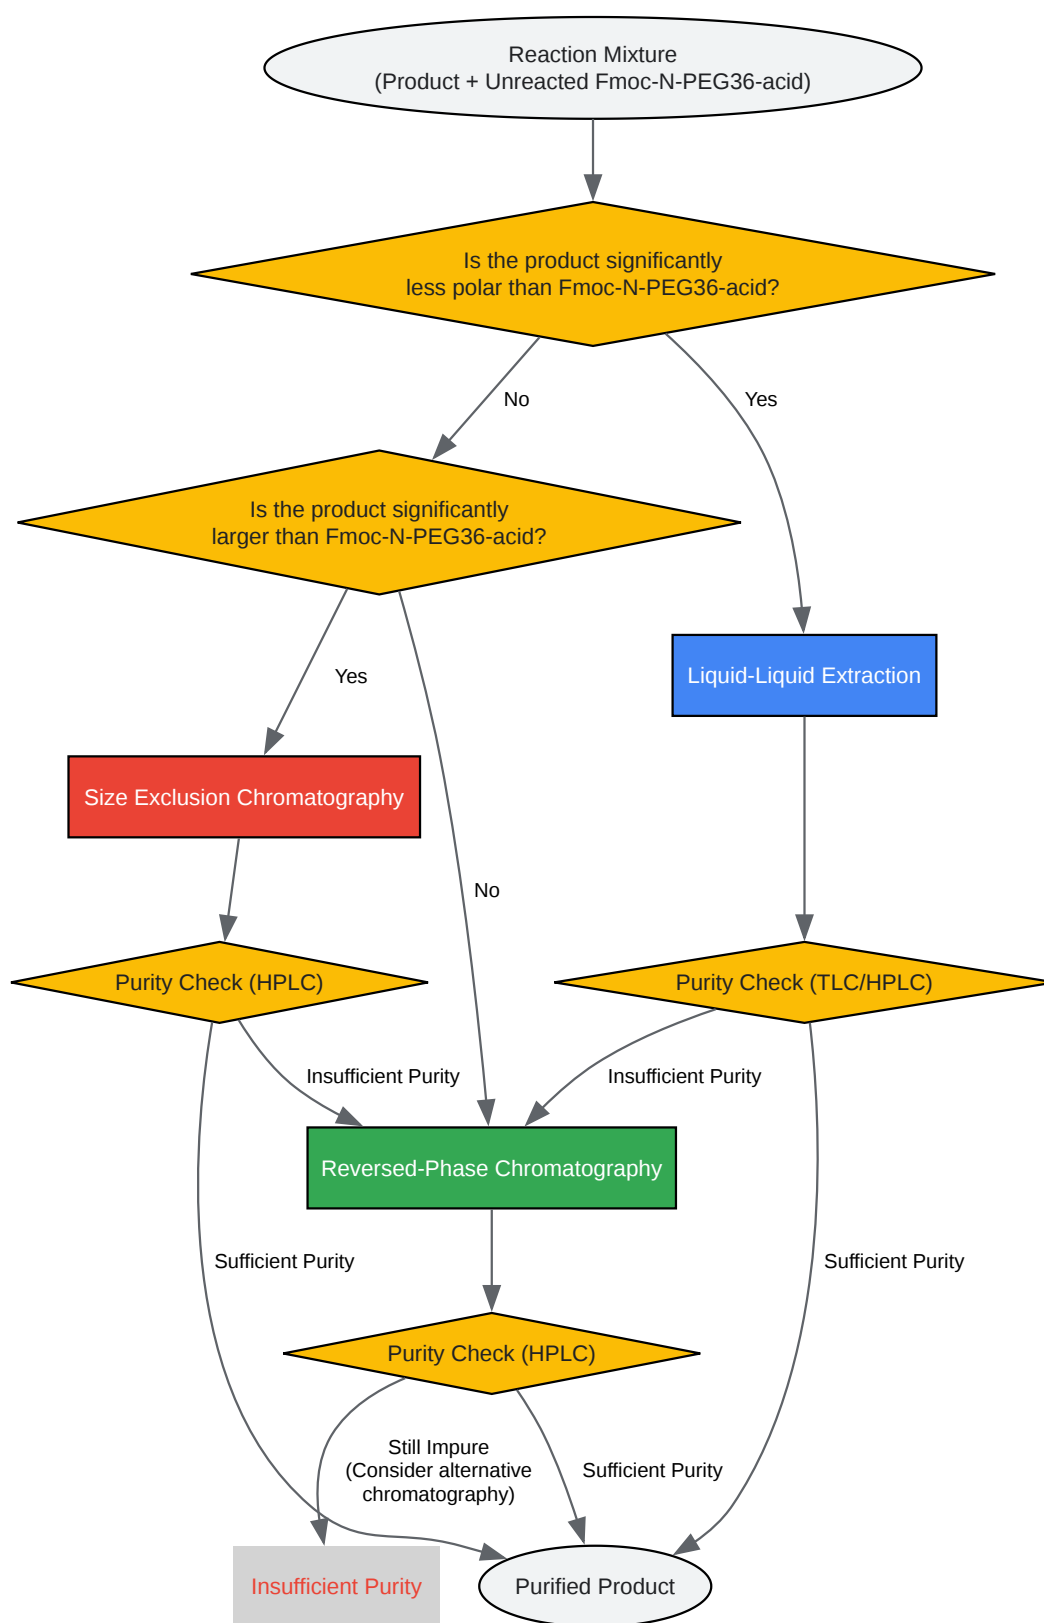 Reaction Mixture
(Product + Unreacted Fmoc-N-PEG36-acid)
Is the product significantly
less polar than Fmoc-N-PEG36-acid?
No
Yes
Is the product significantly
larger than Fmoc-N-PEG36-acid?
Yes
Liquid-Liquid Extraction
Size Exclusion Chromatography
No
Purity Check (HPLC)
Purity Check (TLC/HPLC)
Insufficient Purity
Insufficient Purity
Reversed-Phase Chromatography
Sufficient Purity
Sufficient Purity
Purity Check (HPLC)
Still Impure
(Consider alternative
chromatography)
Sufficient Purity
Insufficient Purity
Purified Product